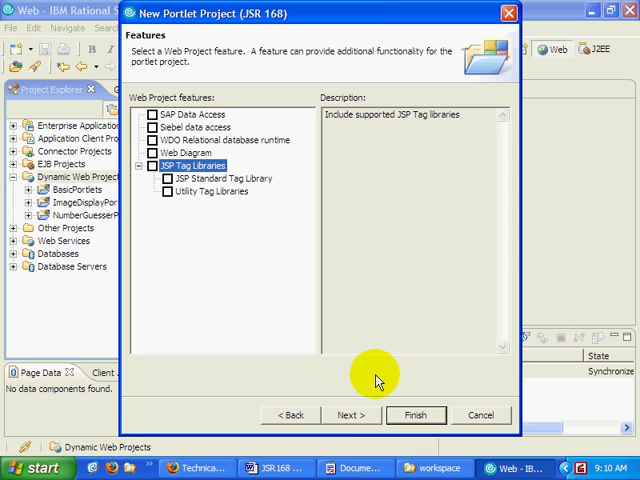 Web - IBM Rational S
File Edit Navigate Search
New Portlet Project (JSR 168)
Features
Select a Web Project feature. A feature can provide additional functionality for the
portlet project.
Web Project features:
SAP Data Access
Siebel data access
WDO Relational database runtime
Web Diagram
JSP Tag Libraries
JSP Standard Tag Library
Utility Tag Libraries
Description:
Include supported JSP Tag libraries
< Back
Next >
Finish
Cancel
B I
Web
J2EE
Project Explorer
Enterprise Application
Application Client Pro
Connector Projects
EJB Projects
Dynamic Web Project
BasicPortlets
ImageDisplayPor
NumberGuesserP
Other Projects
Web Services
Databases
Database Servers
Page Data
Client
No data components found.
State
Synchronize
Dynamic Web Projects
start
Technica...
JSR168 ...
Docume...
workspace
Web - IB...
9:10 AM